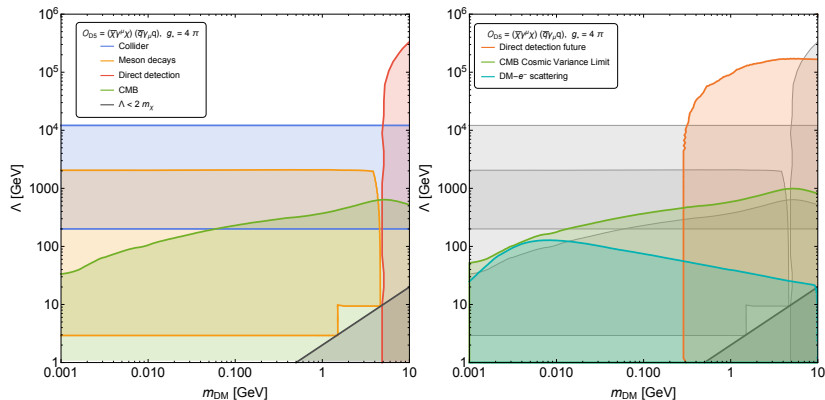 O_D5 = (χ̄γ^μχ) (q̄γ_μq), g_* = 4 π
Collider
Meson decays
Direct detection
CMB
Λ < 2 m_χ
10^6
10^5
10^4
1000
100
10
1
Λ [GeV]
0.001
0.010
0.100
1
10
m_DM [GeV]
O_D5 = (χ̄γ^μχ) (q̄γ_μq), g_* = 4 π
Direct detection future
CMB Cosmic Variance Limit
DM-e^- scattering
10^6
10^5
10^4
1000
100
10
1
Λ [GeV]
0.001
0.010
0.100
1
10
m_DM [GeV]